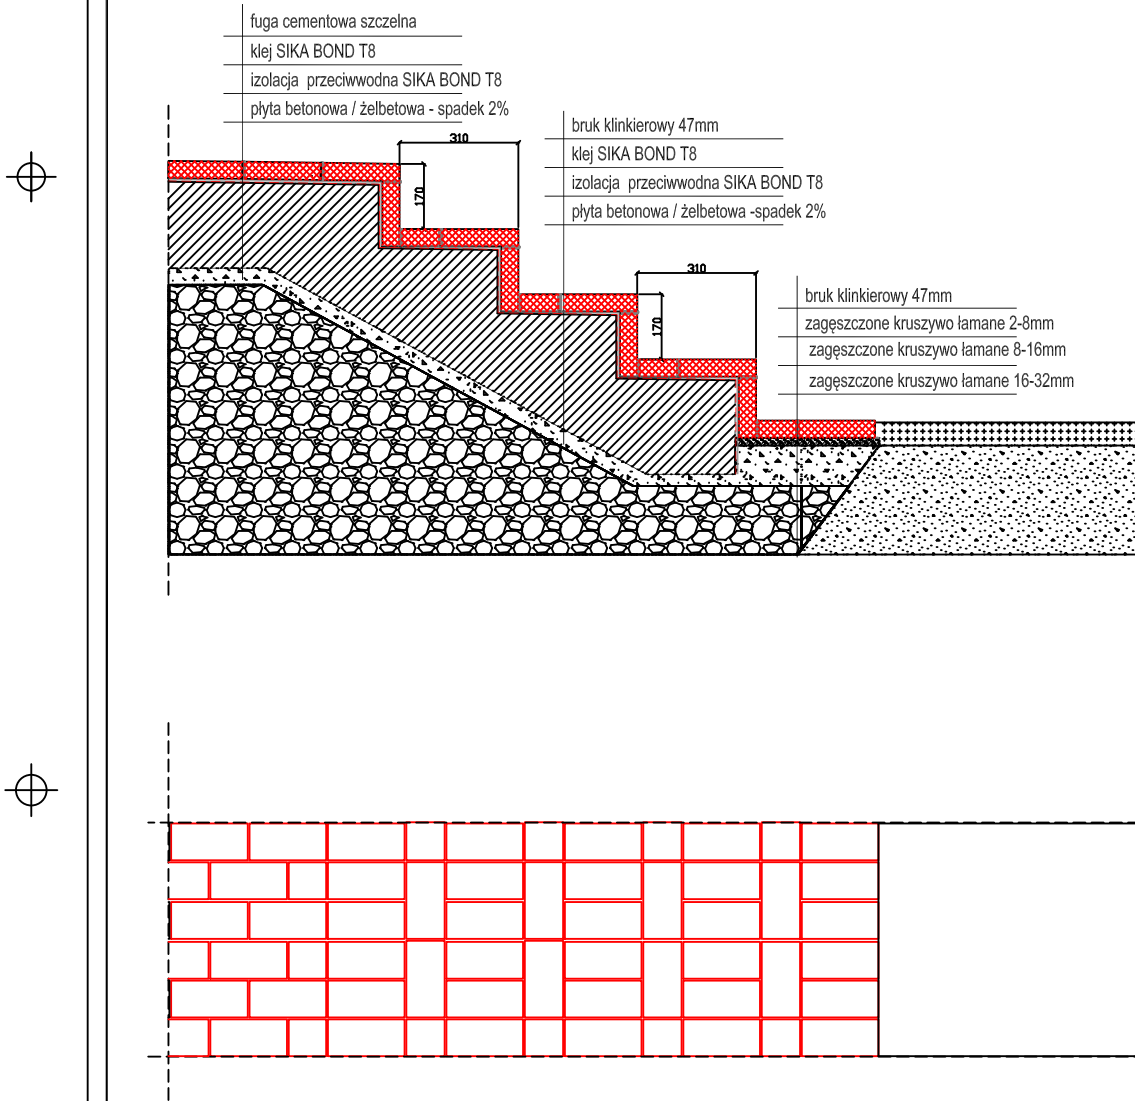 fuga cementowa szczelna
klej SIKA BOND T8
izolacja przeciwwodna SIKA BOND T8
płyta betonowa / żelbetowa - spadek 2%
310
170
bruk klinkierowy 47mm
klej SIKA BOND T8
izolacja przeciwwodna SIKA BOND T8
płyta betonowa / żelbetowa -spadek 2%
310
170
bruk klinkierowy 47mm
zagęszczone kruszywo łamane 2-8mm
zagęszczone kruszywo łamane 8-16mm
zagęszczone kruszywo łamane 16-32mm